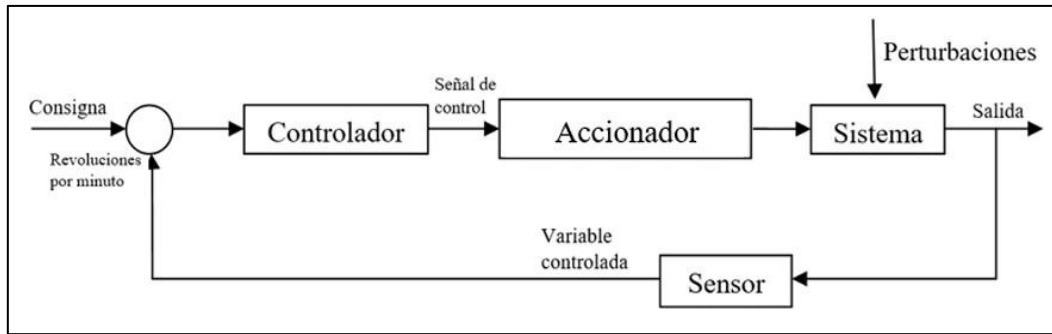 Perturbaciones
Consigna
Señal de
control
Salida
Controlador
Accionador
Sistema
Revoluciones
por minuto
Variable
controlada
Sensor